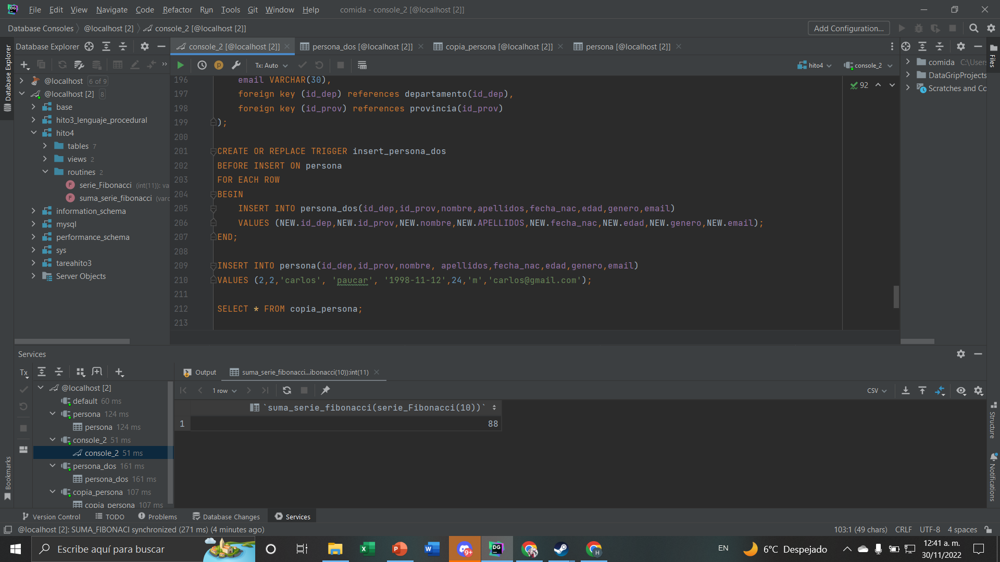 File Edit View Navigate Code Refactor Run Tools Git Window Help comida - console_2 [@localhost [2]]
Database Consoles @localhost [2] console_2 [@localhost [2]] Add Configuration...
Database Explorer
console_2 [@localhost [2]] persona_dos [@localhost [2]] copia_persona [@localhost [2]] persona [@localhost [2]]
Tx: Auto hito4 console_2
Database Explorer
@localhost 6 of 9
@localhost [2] 8
base
hito3_lenguaje_procedural
hito4
tables 7
views 2
routines 2
serie_Fibonacci (int(11)): va
suma_serie_fibonacci (varc
information_schema
mysql
performance_schema
sys
tareahito3
Server Objects
196 email VARCHAR(30),
197 foreign key (id_dep) references departamento(id_dep),
198 foreign key (id_prov) references provincia(id_prov)
199 );
200
201 CREATE OR REPLACE TRIGGER insert_persona_dos
202 BEFORE INSERT ON persona
203 FOR EACH ROW
204 BEGIN
205 INSERT INTO persona_dos(id_dep,id_prov,nombre,apellidos,fecha_nac,edad,genero,email)
206 VALUES (NEW.id_dep,NEW.id_prov,NEW.nombre,NEW.APELLIDOS,NEW.fecha_nac,NEW.edad,NEW.genero,NEW.email);
207 END;
208
209 INSERT INTO persona(id_dep,id_prov,nombre, apellidos,fecha_nac,edad,genero,email)
210 VALUES (2,2,'carlos', 'paucar', '1998-11-12',24,'m','carlos@gmail.com');
211
212 SELECT * FROM copia_persona;
213
92
comida C:\Users
DataGripProjects
Scratches and Co
Files
Services
Tx
@localhost [2]
default 60 ms
persona 124 ms
persona 124 ms
console_2 51 ms
console_2 51 ms
persona_dos 161 ms
persona_dos 161 ms
copia_persona 107 ms
copia_persona 107 ms
Output suma_serie_fibonacci...ibonacci(10)):int(11)
1 row CSV
`suma_serie_fibonacci(serie_Fibonacci(10))`
1 88
Bookmarks
Structure
Notifications
Version Control TODO Problems Database Changes Services
@localhost [2]: SUMA_FIBONACI synchronized (271 ms) (4 minutes ago) 103:1 (49 chars) CRLF UTF-8 4 spaces
Escribe aquí para buscar
9+
DG
EN 6°C Despejado
12:41 a. m.
30/11/2022